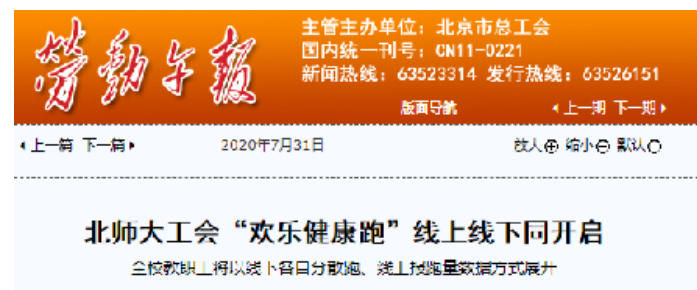 劳动午报
主管主办单位：北京市总工会
国内统一刊号：CN11-0221
新闻热线：63523314 发行热线：63526151
版面导航 上一期 下一期
上一篇 下一篇 2020年7月31日 放大 缩小 默认
北师大工会“欢乐健康跑”线上线下同开启
全校教职工将以线下各自分散跑、线上报跑量数据方式展开